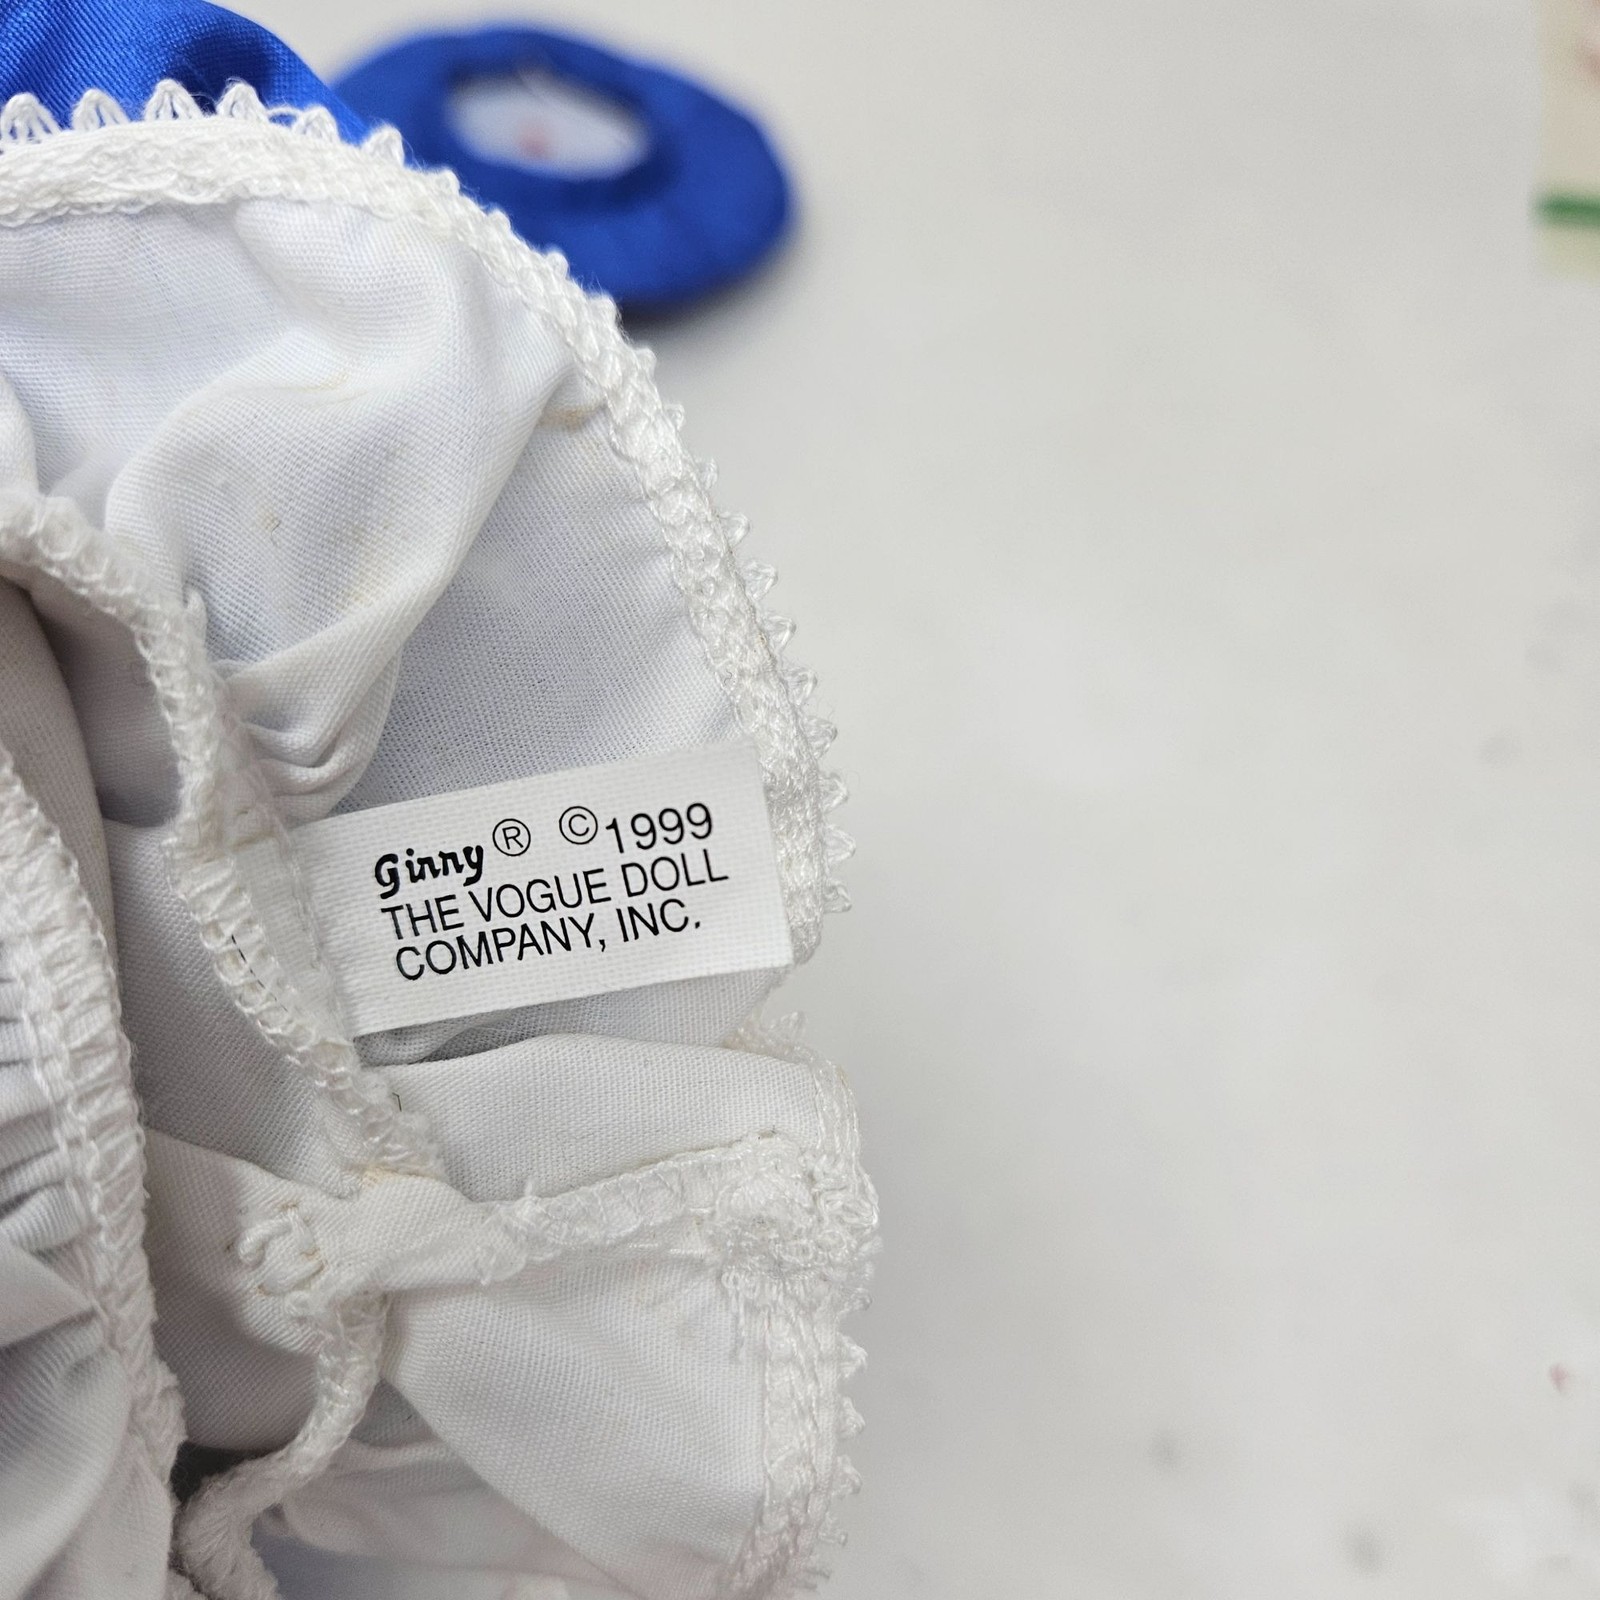 Ginny® ©1999
THE VOGUE DOLL
COMPANY, INC.